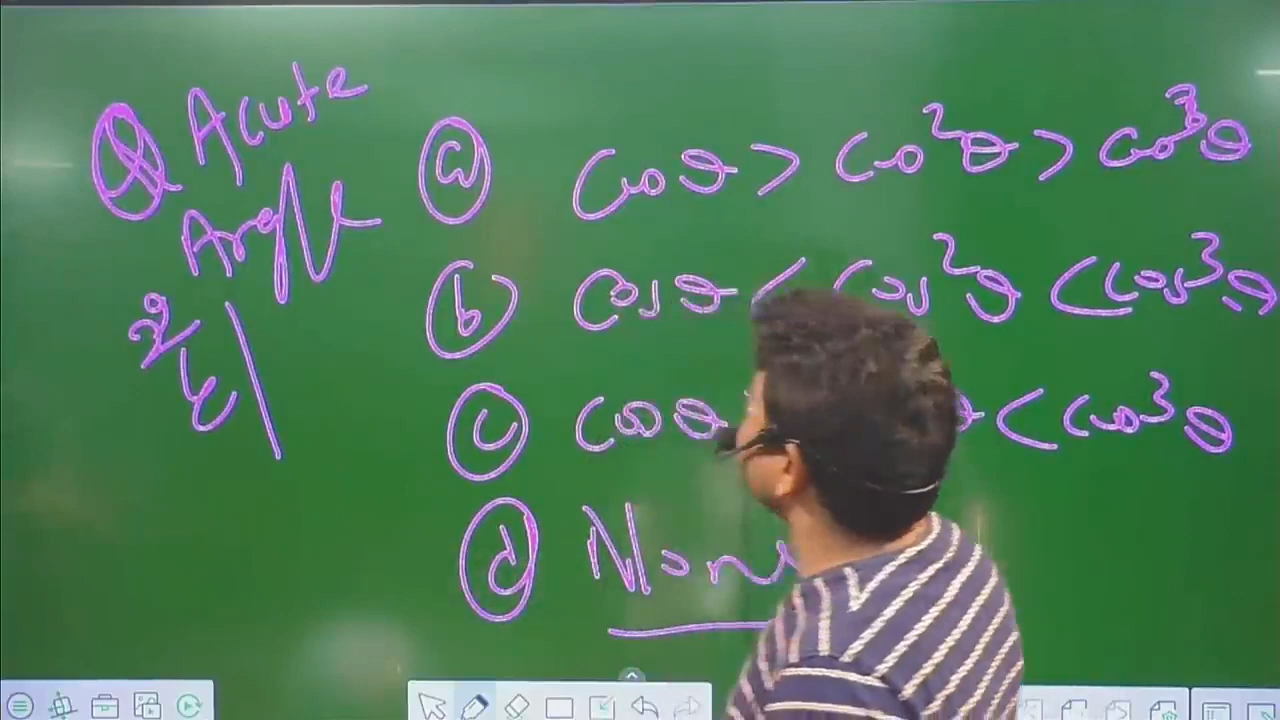 Q Acute
Angle
के
लिए
(a) Cosθ > Cos²θ > Cos³θ
(b) Cosθ < Cos²θ < Cos³θ
(c) Cosθ θ < Cos³θ
(d) Non